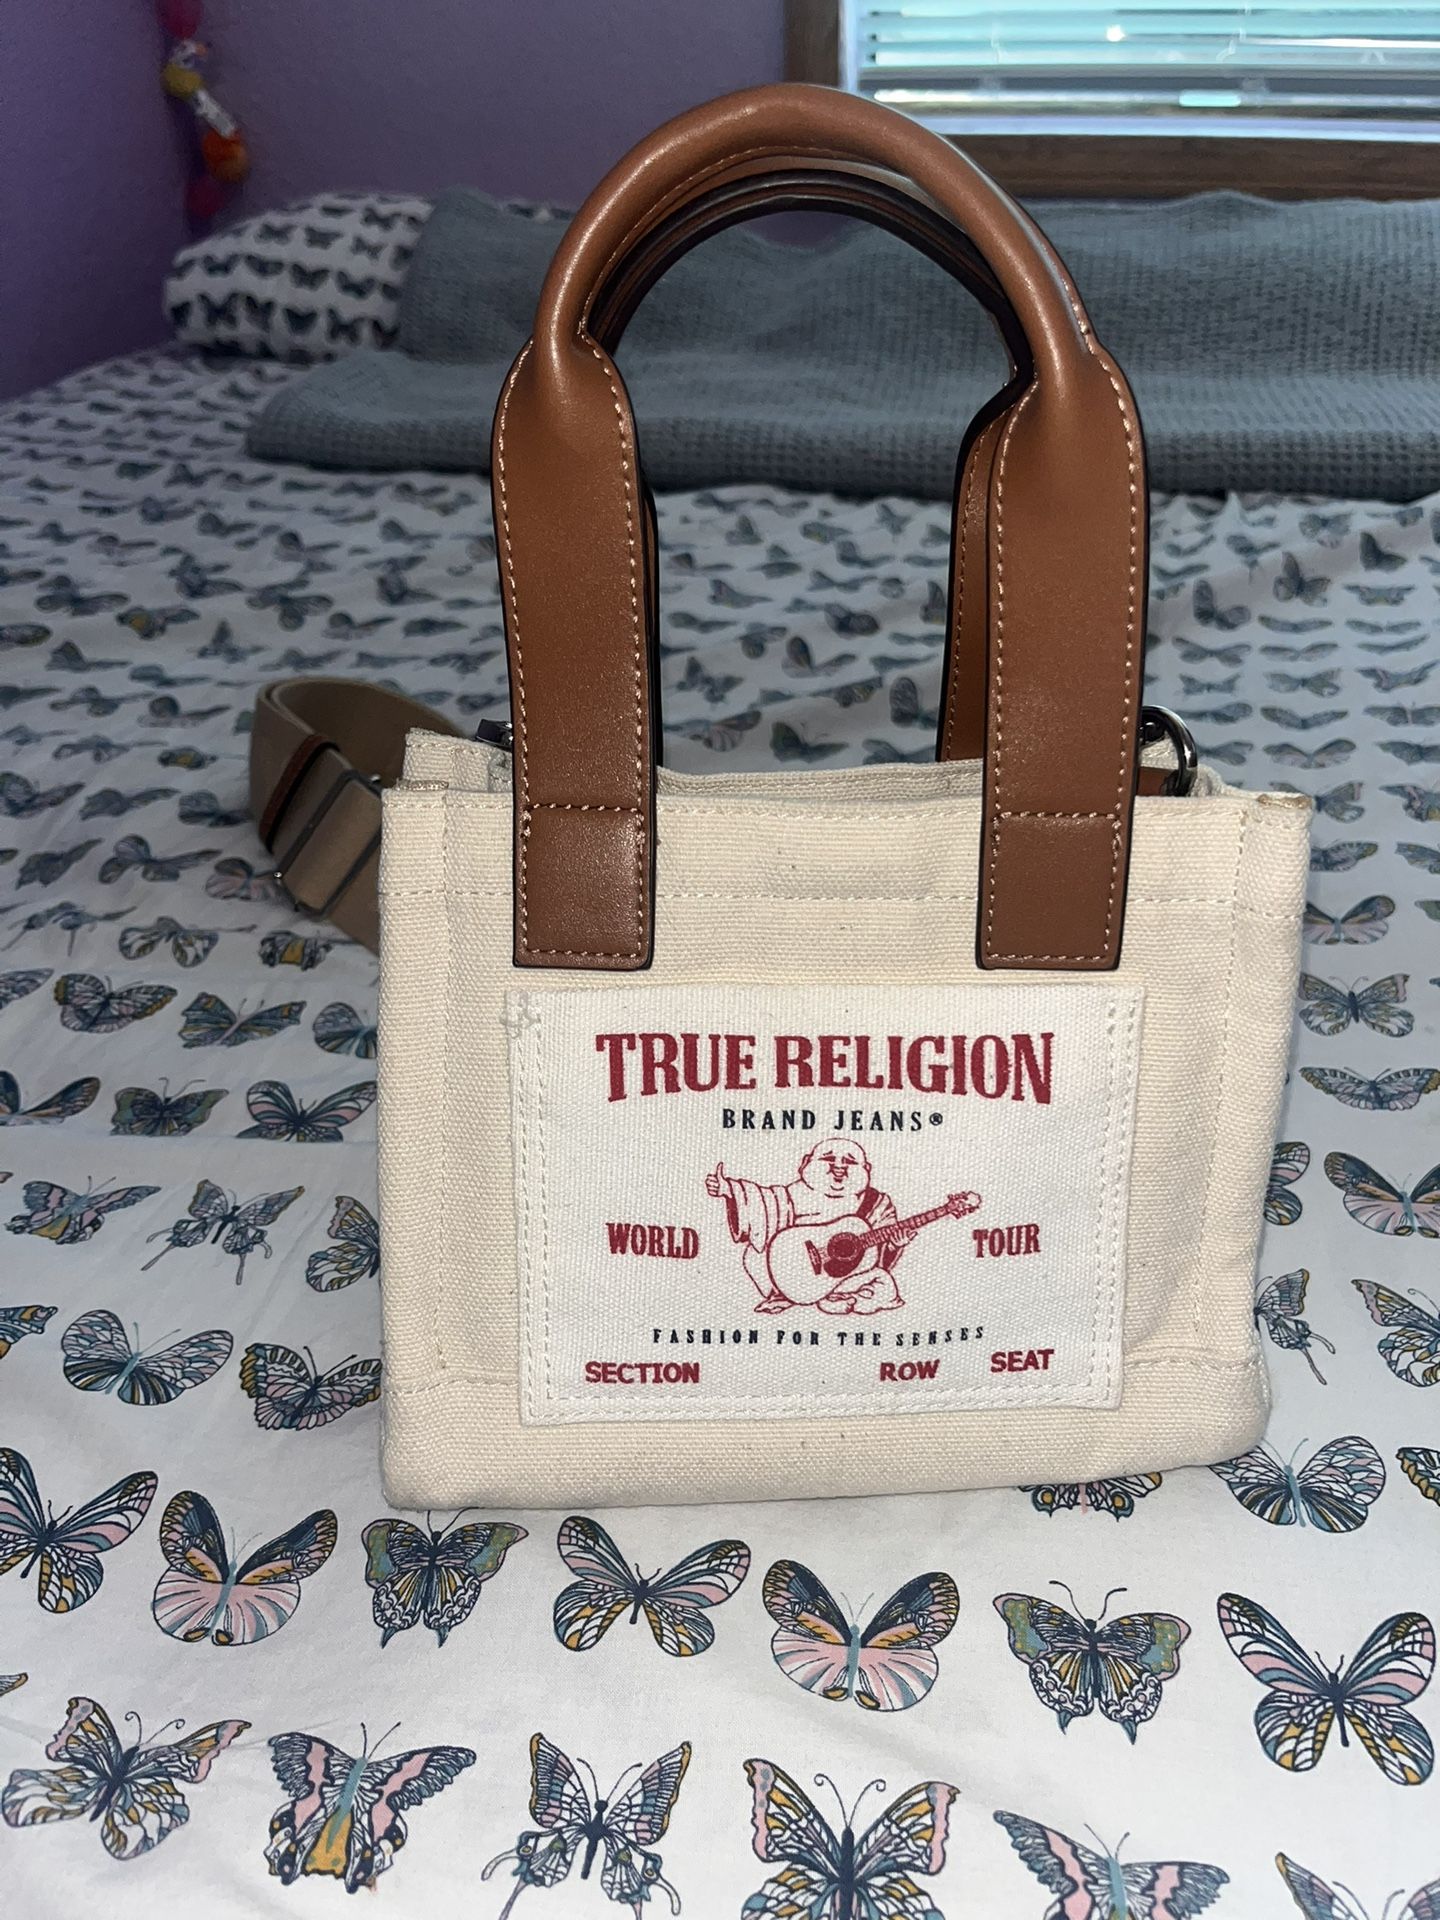 TRUE RELIGION
BRAND JEANS®
WORLD TOUR
FASHION FOR THE SENSES
SECTION ROW SEAT